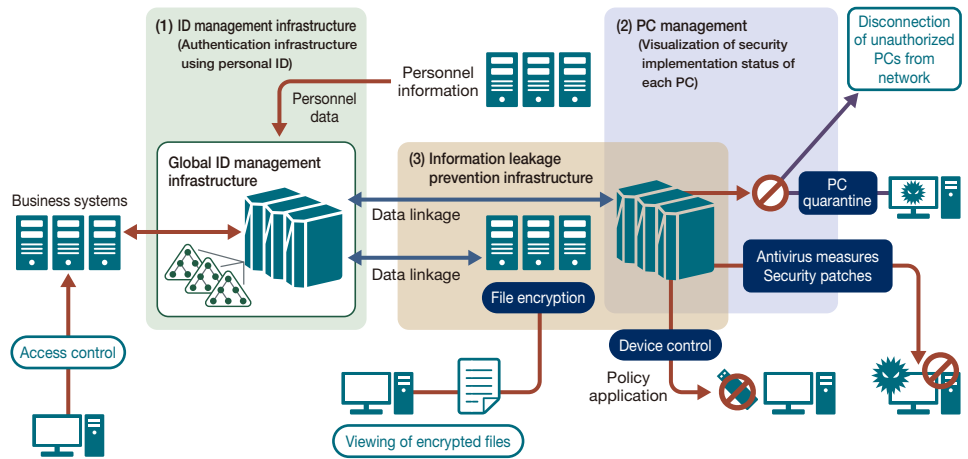 (1) ID management infrastructure
(Authentication infrastructure
using personal ID)
Personnel
information
Personnel
data
Global ID management
infrastructure
(2) PC management
(Visualization of security
implementation status of
each PC)
Disconnection
of unauthorized
PCs from
network
(3) Information leakage
prevention infrastructure
Business systems
Data linkage
Data linkage
PC
quarantine
Antivirus measures
Security patches
File encryption
Device control
Access control
Policy
application
Viewing of encrypted files